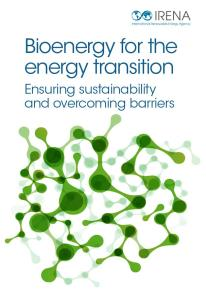 IRENA
International Renewable Energy Agency
Bioenergy for the
energy transition
Ensuring sustainability
and overcoming barriers